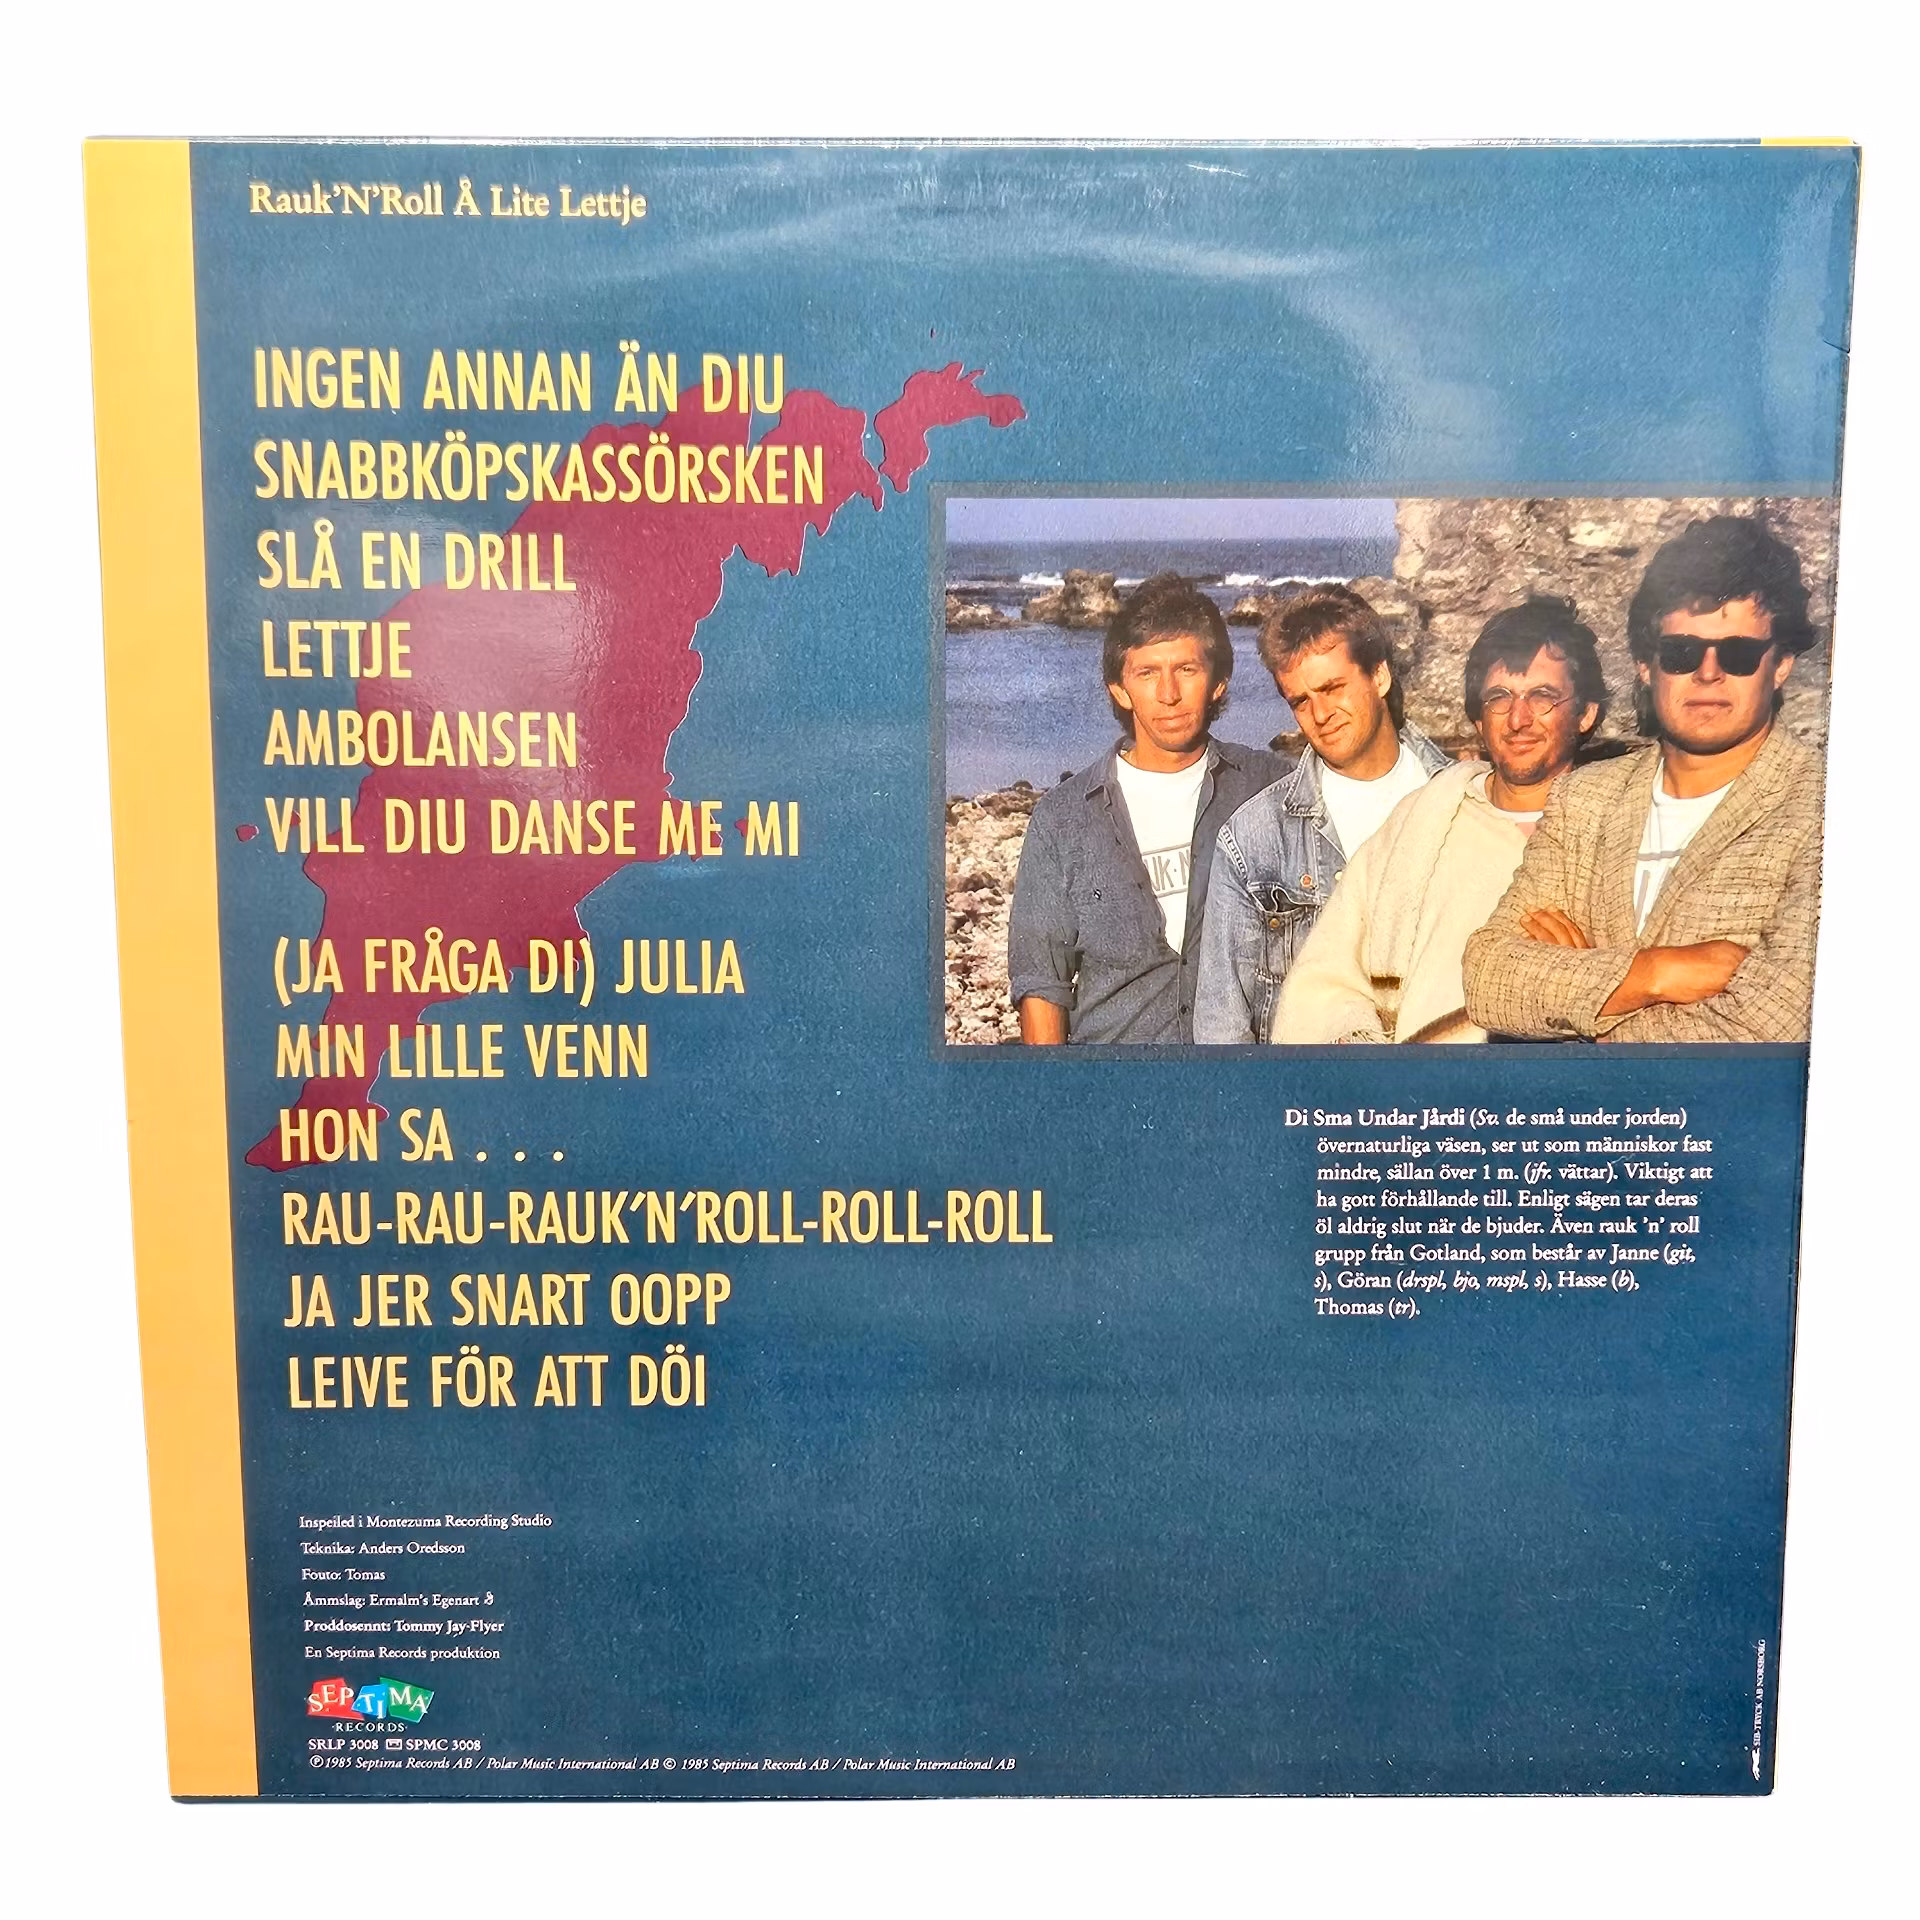 Rauk’N’Roll Å Lite Lettje
INGEN ANNAN ÄN DIU
SNABBKÖPSKASSÖRSKEN
SLÅ EN DRILL
LETTJE
AMBOLANSEN
VILL DIU DANSE ME MI
(JA FRÅGA DI) JULIA
MIN LILLE VENN
HON SA . . .
RAU-RAU-RAUK’N’ROLL-ROLL-ROLL
JA JER SNART OOPP
LEIVE FÖR ATT DÖI
UK·N
Di Sma Undar Jårdi (Sv. de små under jorden)
övernaturliga väsen, ser ut som människor fast
mindre, sällan över 1 m. (jfr. vättar). Viktigt att
ha gott förhållande till. Enligt sägen tar deras
öl aldrig slut när de bjuder. Även rauk ’n’ roll
grupp från Gotland, som består av Janne (git,
s), Göran (drspl, bjo, mspl, s), Hasse (b),
Thomas (tr).
Inspeiled i Montezuma Recording Studio
Teknika: Anders Oredsson
Fouto: Tomas
Åmmslag: Ermalm’s Egenart
Proddosennt: Tommy Jay-Flyer
En Septima Records produktion
SEPTIMA
·RECORDS·
SRLP 3008 SPMC 3008
℗1985 Septima Records AB / Polar Music International AB © 1985 Septima Records AB / Polar Music International AB
SIB-TRYCK AB NORSBORG